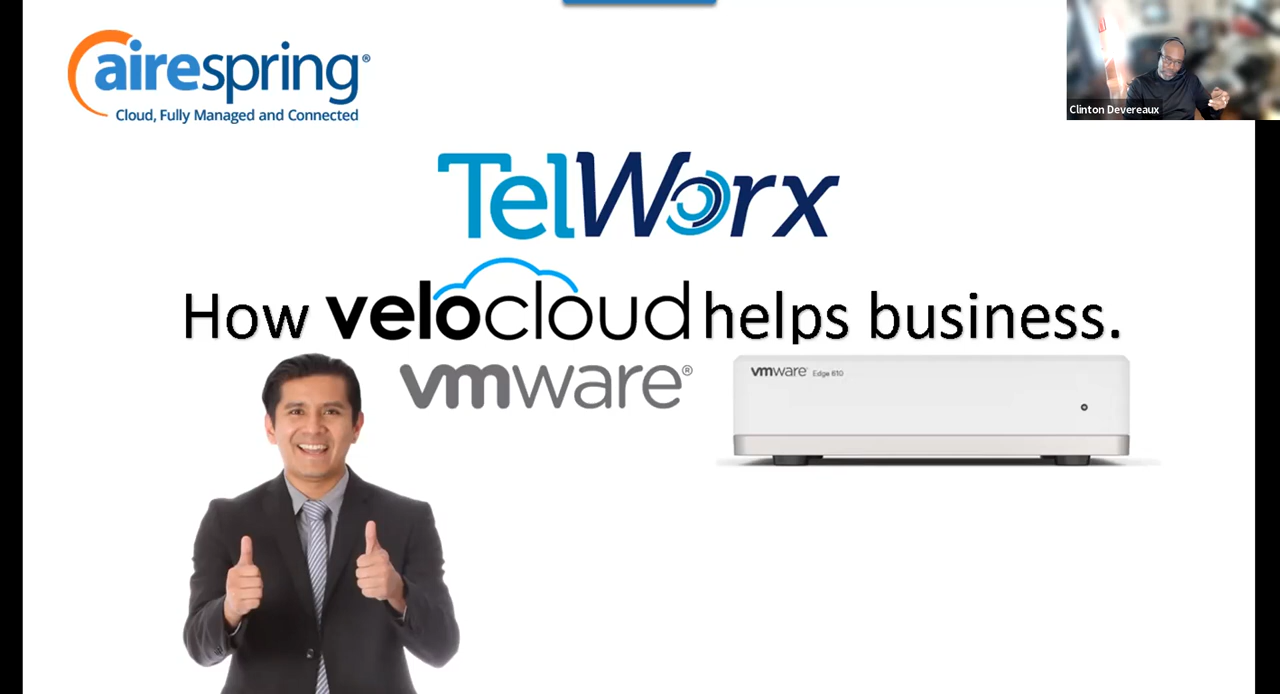 airespring®
Cloud, Fully Managed and Connected
Clinton Devereaux
TelWorx
How velocloud helps business.
vmware®
vmware Edge 610